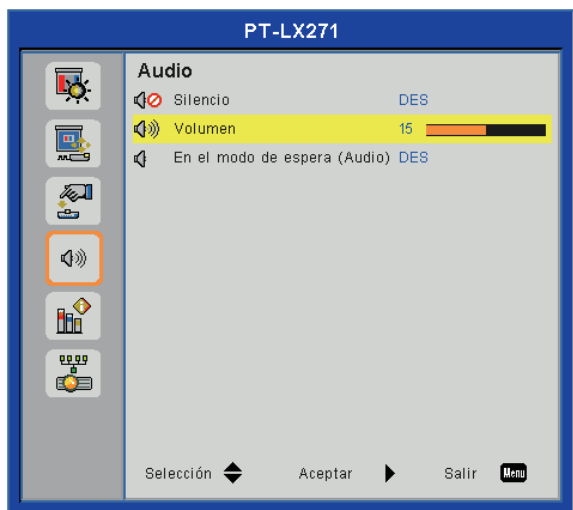 PT-LX271
Audio
Silencio DES
Volumen 15
En el modo de espera (Audio) DES
Selección Aceptar Salir Menu